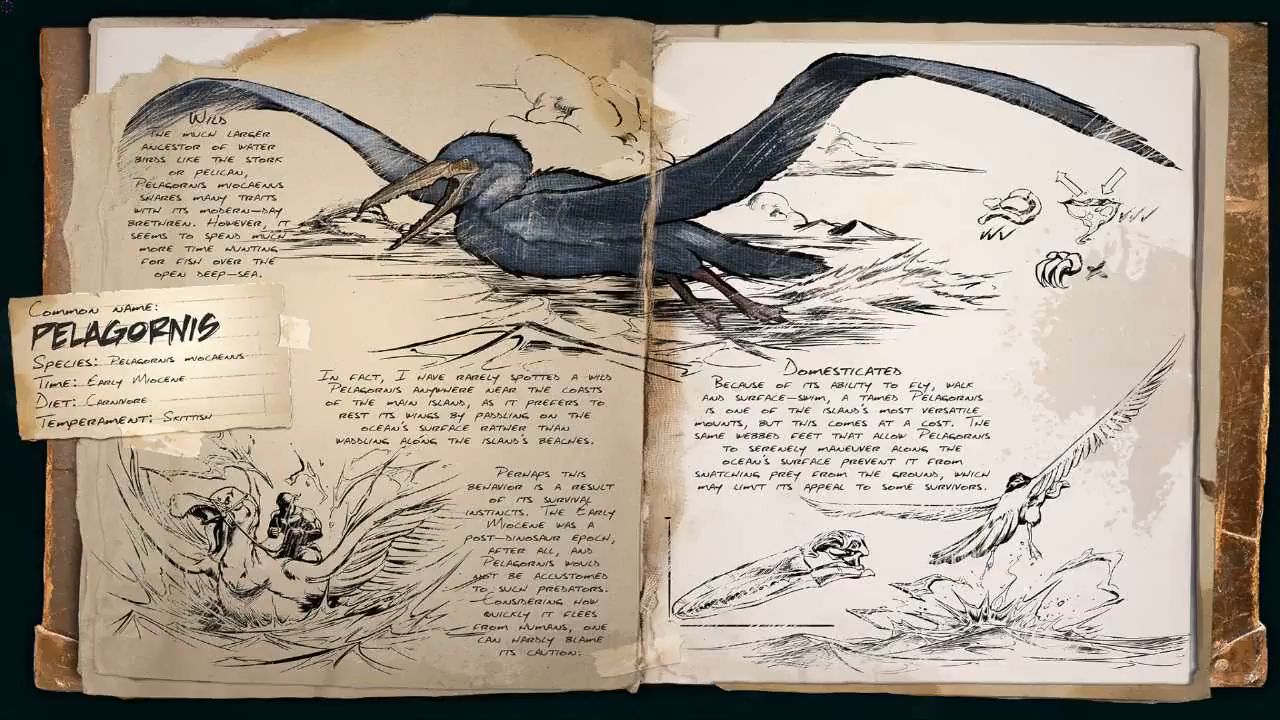 Wild
The much larger
ancestor of water
birds like the stork
or pelican,
Pelagornis miocaenus
shares many traits
with its modern-day
brethren. However, it
seems to spend much
more time hunting
for fish over the
open deep-sea.
Common name:
PELAGORNIS
Species: Pelagornis miocaenus
Time: Early Miocene
Diet: Carnivore
Temperament: Skittish
In fact, I have rarely spotted a wild
Pelagornis anywhere near the coasts
of the main island, as it prefers to
rest its wings by paddling on the
ocean's surface rather than
waddling along the island's beaches.
Perhaps this
behavior is a result
of its survival
instincts. The Early
Miocene was a
post-dinosaur epoch,
after all, and
Pelagornis would
not be accustomed
to such predators.
Considering how
quickly it flees
from humans, one
can hardly blame
its caution.
Domesticated
Because of its ability to fly, walk
and surface-swim, a tamed Pelagornis
is one of the island's most versatile
mounts, but this comes at a cost. The
same webbed feet that allow Pelagornis
to serenely maneuver along the
ocean's surface prevent it from
snatching prey from the ground, which
may limit its appeal to some survivors.